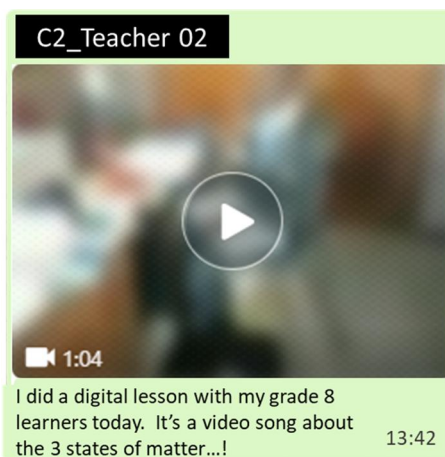 C2_Teacher 02
1:04
I did a digital lesson with my grade 8
learners today.  It’s a video song about
the 3 states of matter…!
13:42